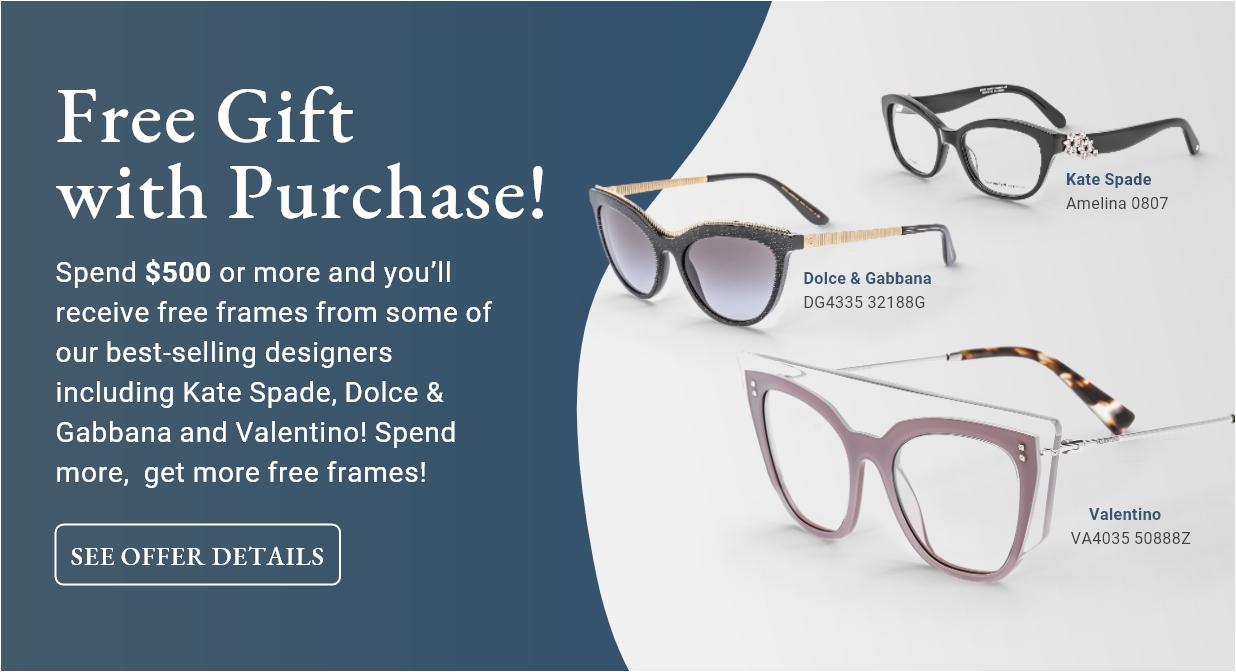 Free Gift
with Purchase!
Spend $500 or more and you’ll
receive free frames from some of
our best-selling designers
including Kate Spade, Dolce &
Gabbana and Valentino! Spend
more,  get more free frames!
SEE OFFER DETAILS
Kate Spade
Amelina 0807
Dolce & Gabbana
DG4335 32188G
Valentino
VA4035 50888Z